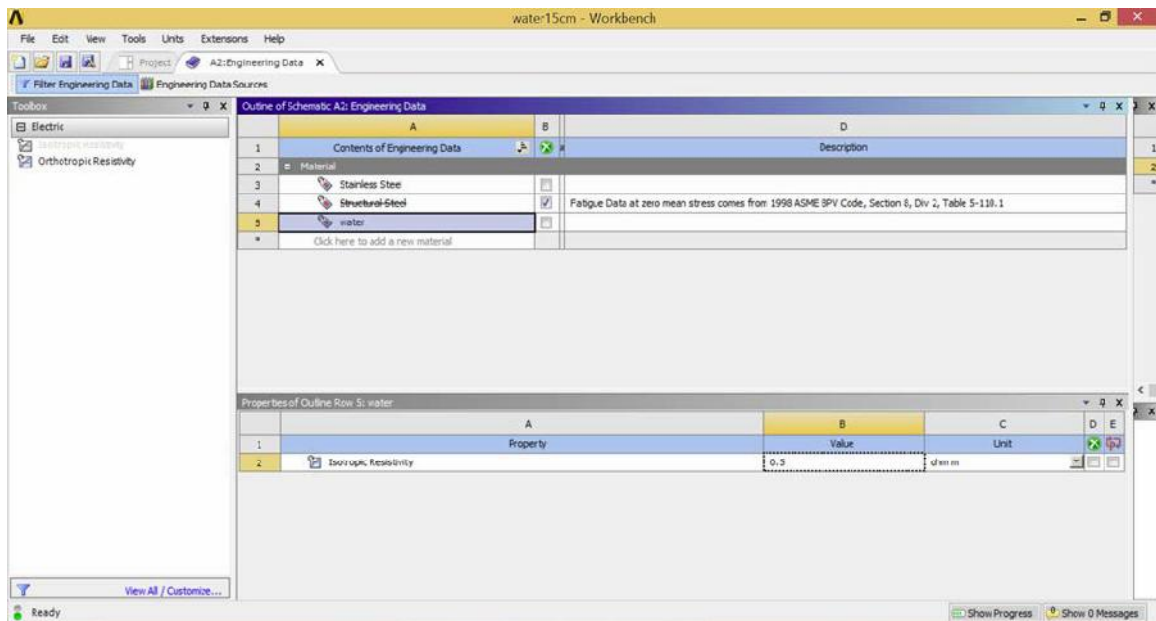 water15cm - Workbench
File Edit View Tools Units Extensions Help
Project A2:Engineering Data
Filter Engineering Data Engineering Data Sources
Toolbox
Outline of Schematic A2: Engineering Data
Electric
Isotropic Resistivity
Orthotropic Resistivity
A B D
1 Contents of Engineering Data Description
2 Material
3 Stainless Stee
4 Structural Steel Fatigue Data at zero mean stress comes from 1998 ASME BPV Code, Section 8, Div 2, Table 5-110.1
5 water
* Click here to add a new material
Properties of Outline Row 5: water
A B C D E
1 Property Value Unit
2 Isotropic Resistivity 0.5 ohm m
View All / Customize...
Ready
Show Progress Show 0 Messages